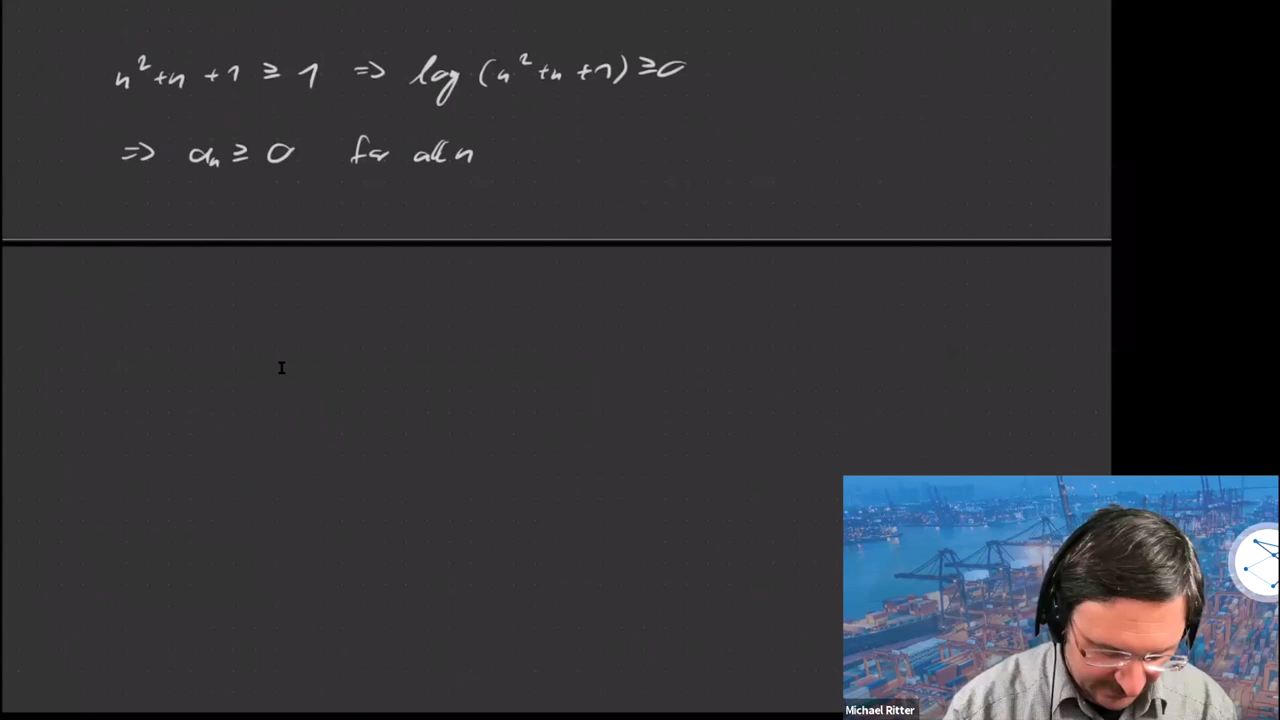 n² + n + 1 ≥ 1 ⇒ log (n² + n + 1) ≥ 0
⇒ aₙ ≥ 0 for all n
Michael Ritter